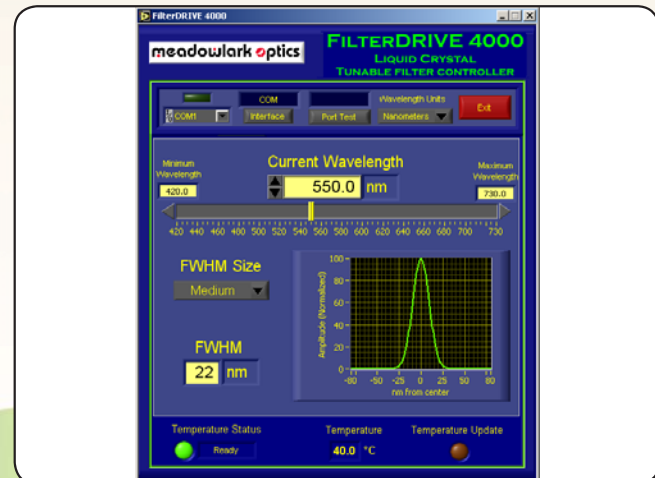 FilterDRIVE 4000
meadowlark optics
FILTERDRIVE 4000
LIQUID CRYSTAL
TUNABLE FILTER CONTROLLER
COM Wavelength Units
COM1 Interface Port Test Nanometers Exit
Minimum Wavelength
420.0
Current Wavelength
550.0 nm
Maximum Wavelength
730.0
420 440 460 480 500 520 540 560 580 600 620 640 660 680 700 730
FWHM Size
Medium
FWHM
22 nm
Amplitude (Normalized)
100
80
60
40
20
0
-80 -50 -25 0 25 50 80
nm from center
Temperature Status
Ready
Temperature
40.0 °C
Temperature Update